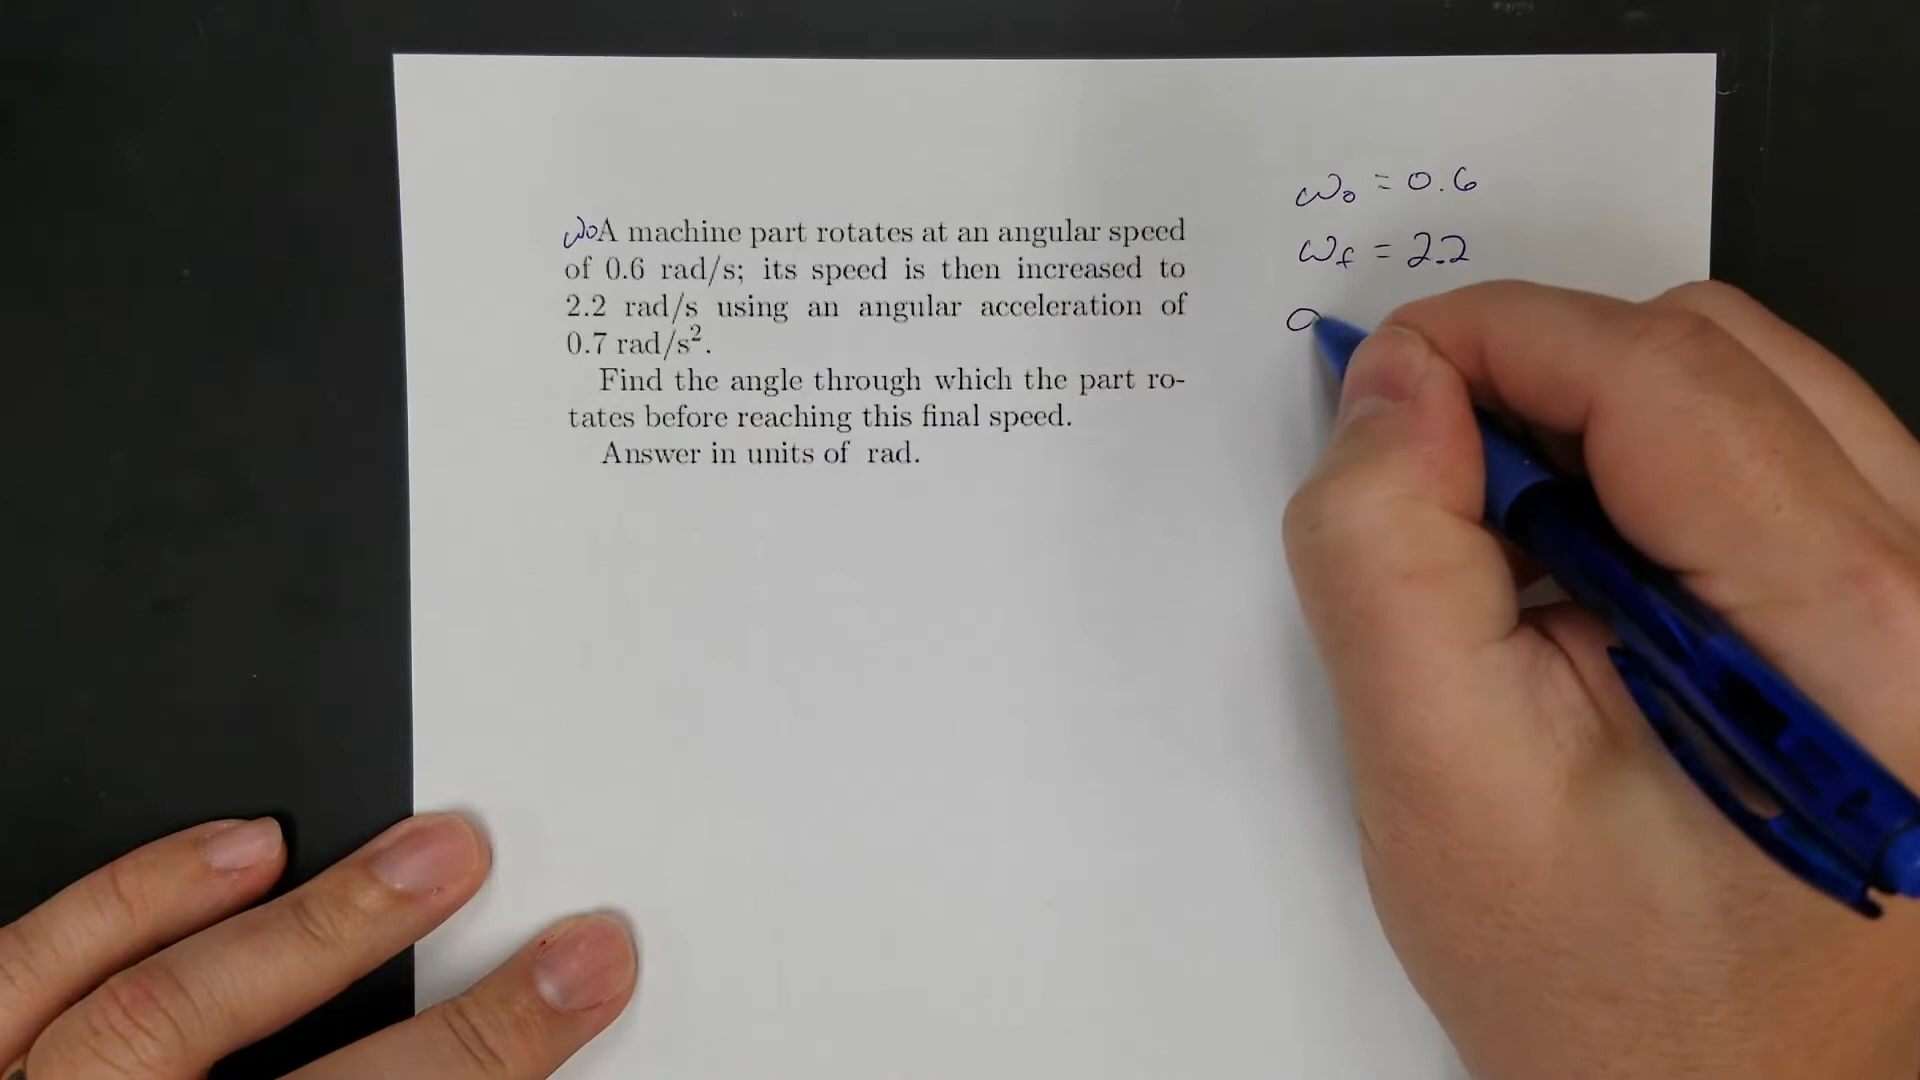 ω₀A machine part rotates at an angular speed
of 0.6 rad/s; its speed is then increased to
2.2 rad/s using an angular acceleration of
0.7 rad/s².
Find the angle through which the part ro-
tates before reaching this final speed.
Answer in units of rad.
ω₀ = 0.6
ω_f = 2.2